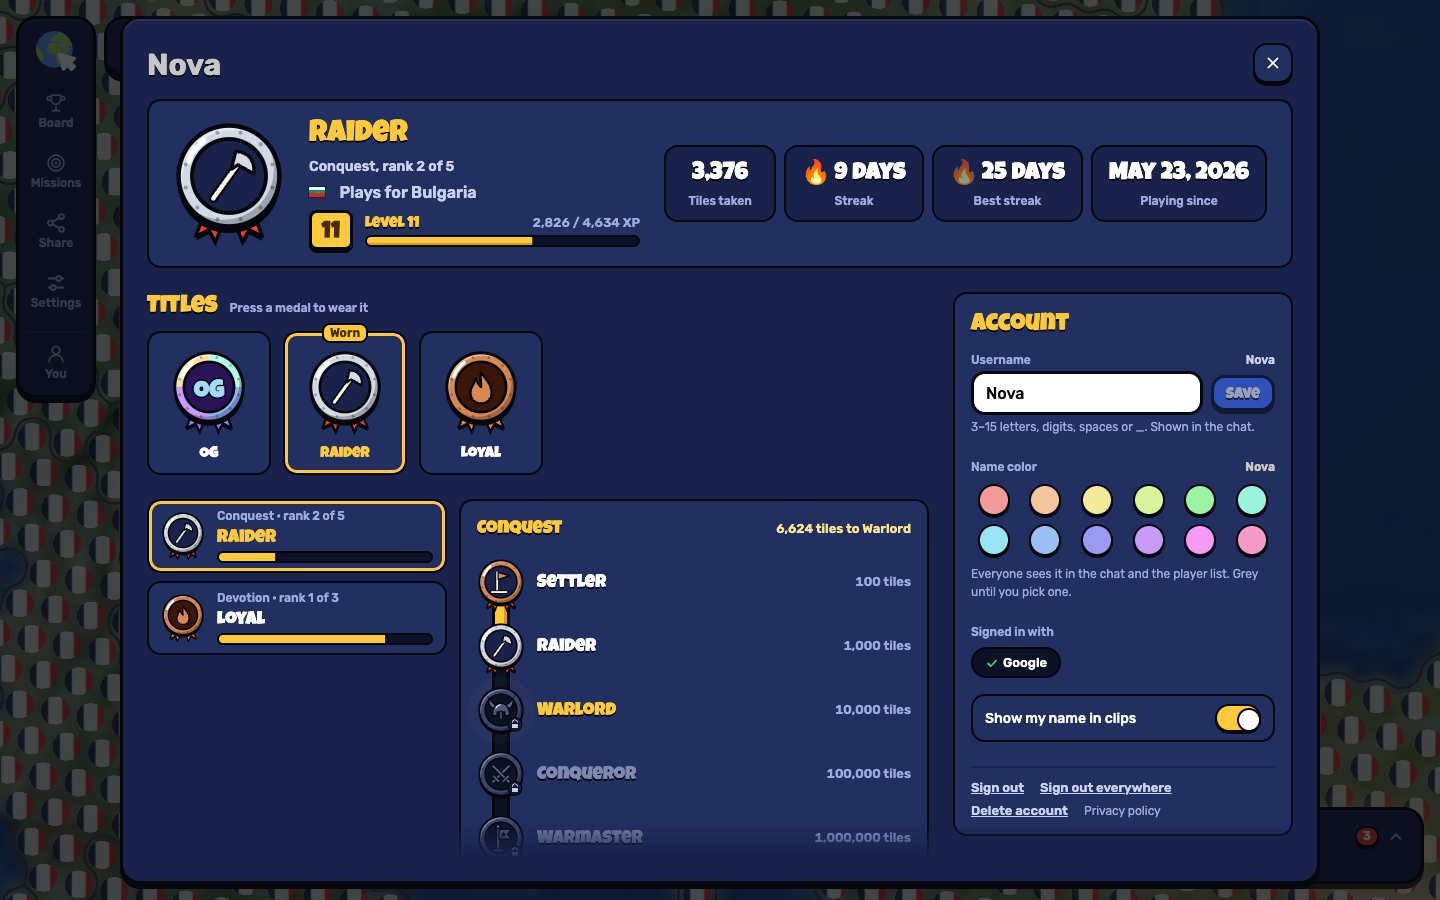 Board
Missions
Share
Settings
You
Nova
RAIDER
Conquest, rank 2 of 5
Plays for Bulgaria
11
Level 11
2,826 / 4,634 XP
3,376
Tiles taken
9 DAYS
Streak
25 DAYS
Best streak
MAY 23, 2026
Playing since
TITLES
Press a medal to wear it
OG
OG
Worn
RAIDER
LOYAL
Conquest • rank 2 of 5
RAIDER
Devotion • rank 1 of 3
LOYAL
CONQUEST
6,624 tiles to Warlord
SETTLER
100 tiles
RAIDER
1,000 tiles
WARLORD
10,000 tiles
CONQUEROR
100,000 tiles
WARMASTER
1,000,000 tiles
ACCOUNT
Username
Nova
Nova
SAVE
3–15 letters, digits, spaces or _. Shown in the chat.
Name color
Nova
Everyone sees it in the chat and the player list. Grey
until you pick one.
Signed in with
Google
Show my name in clips
Sign out
Sign out everywhere
Delete account
Privacy policy
3